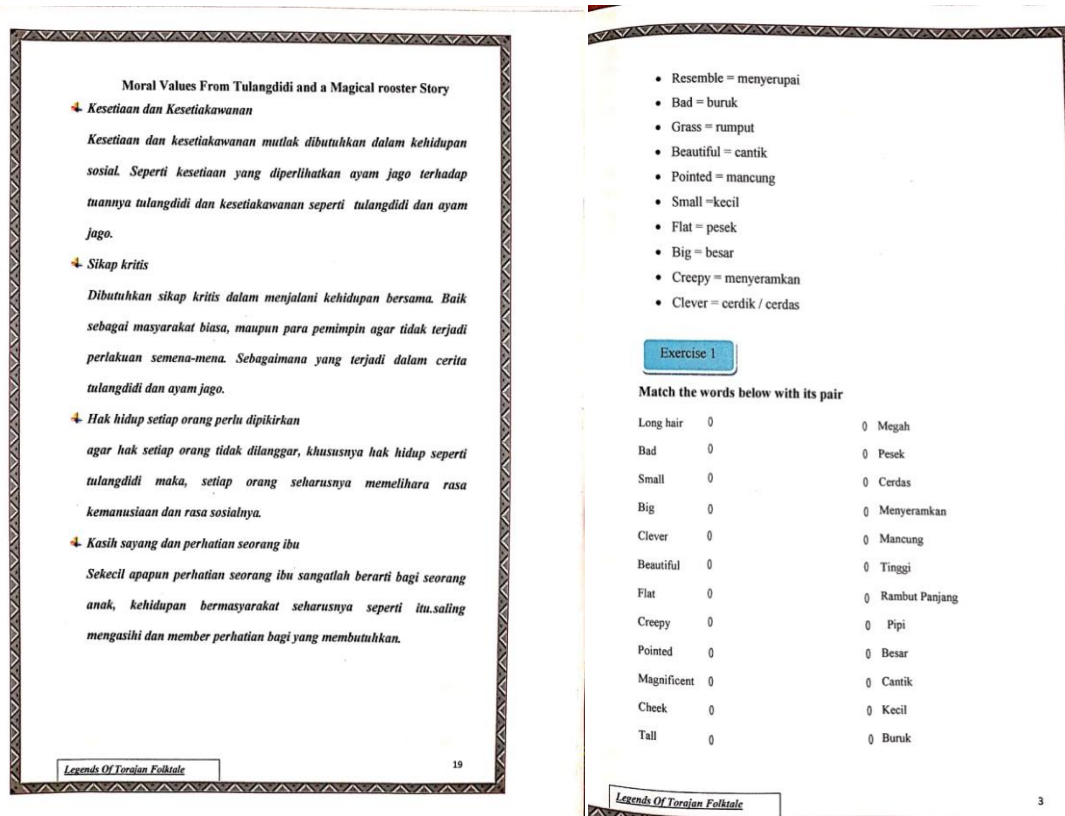 Moral Values From Tulangdidi and a Magical rooster Story
Kesetiaan dan Kesetiakawanan
Kesetiaan dan kesetiakawanan mutlak dibutuhkan dalam kehidupan
sosial. Seperti kesetiaan yang diperlihatkan ayam jago terhadap
tuannya tulangdidi dan kesetiakawanan seperti tulangdidi dan ayam
jago.
Sikap kritis
Dibutuhkan sikap kritis dalam menjalani kehidupan bersama. Baik
sebagai masyarakat biasa, maupun para pemimpin agar tidak terjadi
perlakuan semena-mena. Sebagaimana yang terjadi dalam cerita
tulangdidi dan ayam jago.
Hak hidup setiap orang perlu dipikirkan
agar hak setiap orang tidak dilanggar, khususnya hak hidup seperti
tulangdidi maka, setiap orang seharusnya memelihara rasa
kemanusiaan dan rasa sosialnya.
Kasih sayang dan perhatian seorang ibu
Sekecil apapun perhatian seorang ibu sangatlah berarti bagi seorang
anak, kehidupan bermasyarakat seharusnya seperti itu.saling
mengasihi dan member perhatian bagi yang membutuhkan.
Legends Of Torajan Folktale
19
• Resemble = menyerupai
• Bad = buruk
• Grass = rumput
• Beautiful = cantik
• Pointed = mancung
• Small =kecil
• Flat = pesek
• Big = besar
• Creepy = menyeramkan
• Clever = cerdik / cerdas
Exercise 1
Match the words below with its pair
Long hair 0 0 Megah
Bad 0 0 Pesek
Small 0 0 Cerdas
Big 0 0 Menyeramkan
Clever 0 0 Mancung
Beautiful 0 0 Tinggi
Flat 0 0 Rambut Panjang
Creepy 0 0 Pipi
Pointed 0 0 Besar
Magnificent 0 0 Cantik
Cheek 0 0 Kecil
Tall 0 0 Buruk
Legends Of Torajan Folktale
3